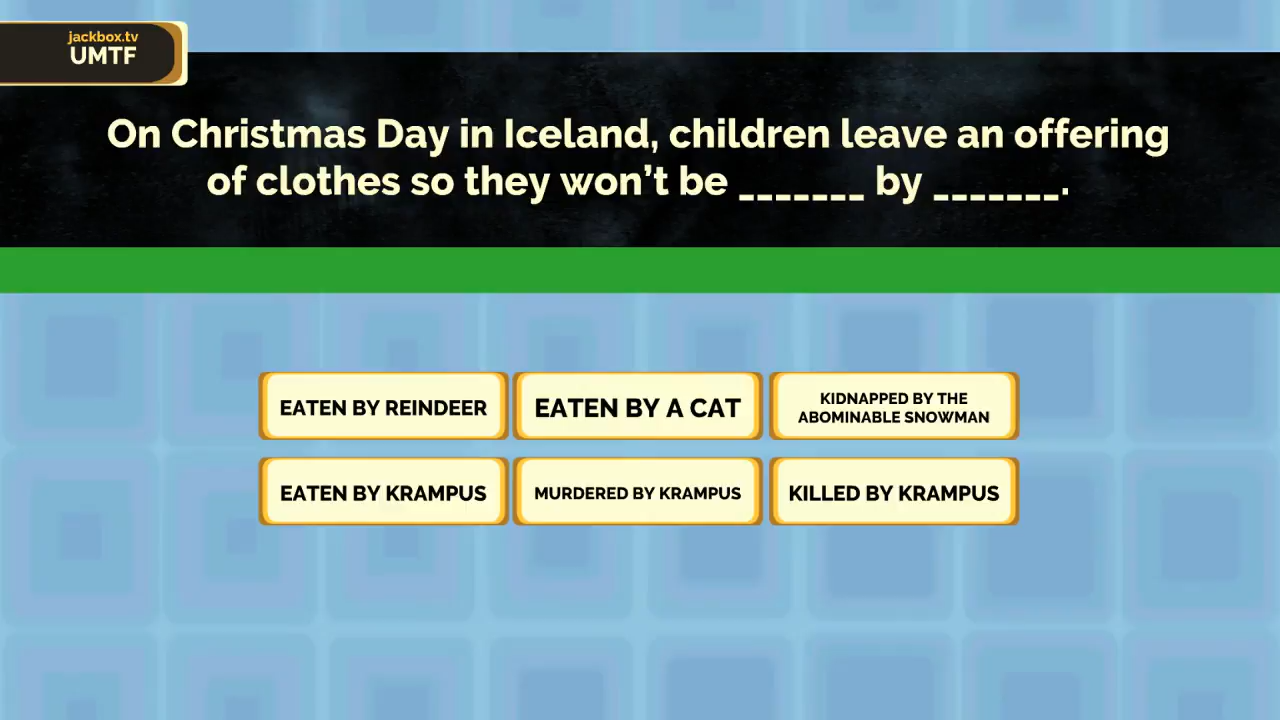 jackbox.tv
UMTF
On Christmas Day in Iceland, children leave an offering
of clothes so they won't be _______ by _______.
EATEN BY REINDEER
EATEN BY A CAT
KIDNAPPED BY THE
ABOMINABLE SNOWMAN
EATEN BY KRAMPUS
MURDERED BY KRAMPUS
KILLED BY KRAMPUS